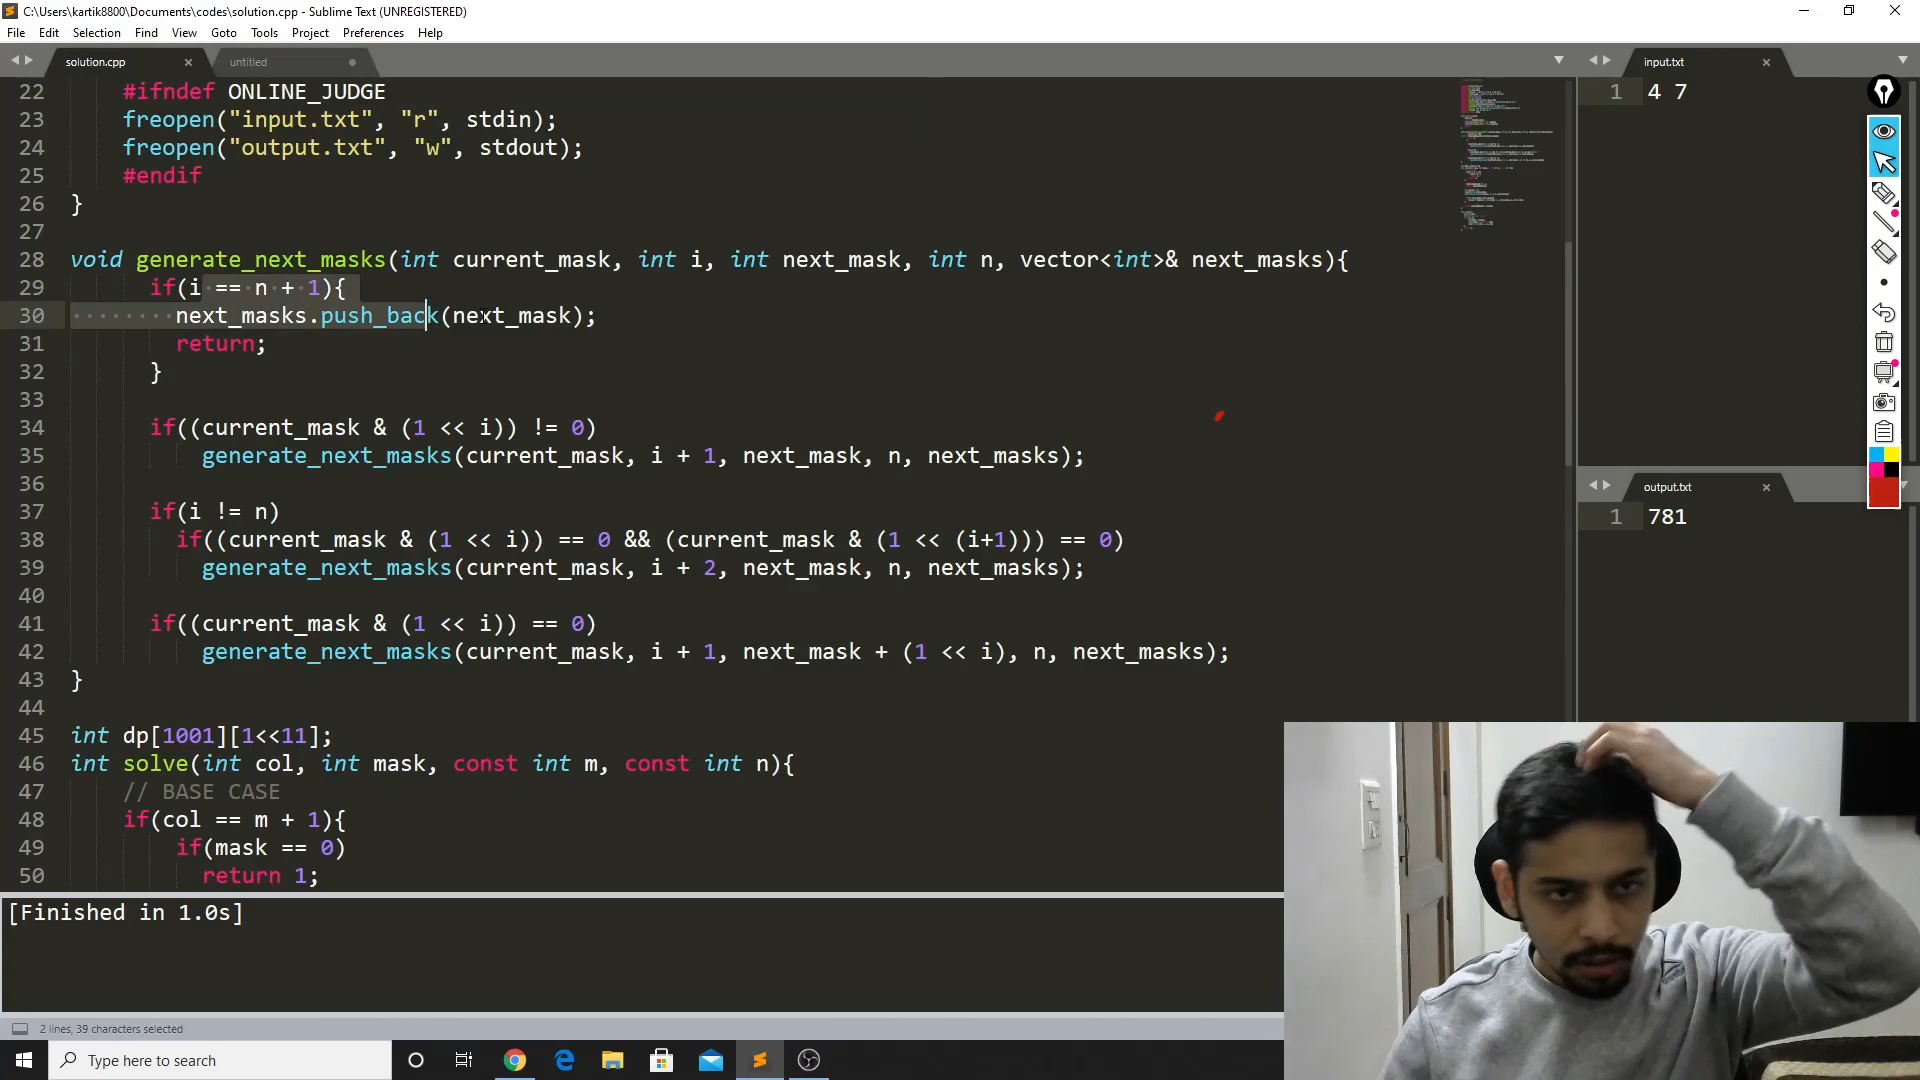 C:\Users\kartik8800\Documents\codes\solution.cpp - Sublime Text (UNREGISTERED)
File Edit Selection Find View Goto Tools Project Preferences Help
solution.cpp
untitled
22 #ifndef ONLINE_JUDGE
23 freopen("input.txt", "r", stdin);
24 freopen("output.txt", "w", stdout);
25 #endif
26 }
27
28 void generate_next_masks(int current_mask, int i, int next_mask, int n, vector<int>& next_masks){
29 if(i == n + 1){
30 next_masks.push_back(next_mask);
31 return;
32 }
33
34 if((current_mask & (1 << i)) != 0)
35 generate_next_masks(current_mask, i + 1, next_mask, n, next_masks);
36
37 if(i != n)
38 if((current_mask & (1 << i)) == 0 && (current_mask & (1 << (i+1))) == 0)
39 generate_next_masks(current_mask, i + 2, next_mask, n, next_masks);
40
41 if((current_mask & (1 << i)) == 0)
42 generate_next_masks(current_mask, i + 1, next_mask + (1 << i), n, next_masks);
43 }
44
45 int dp[1001][1<<11];
46 int solve(int col, int mask, const int m, const int n){
47 // BASE CASE
48 if(col == m + 1){
49 if(mask == 0)
50 return 1;
input.txt
1 4 7
output.txt
1 781
[Finished in 1.0s]
2 lines, 39 characters selected
Type here to search